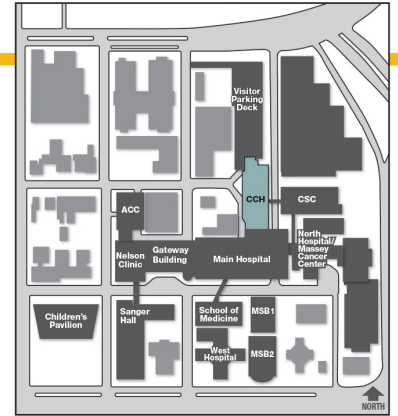 Visitor
Parking
Deck
ACC
CCH
CSC
Nelson
Clinic
Gateway
Building
Main Hospital
North
Hospital/
Massey
Cancer
Center
Children's
Pavilion
Sanger
Hall
School of
Medicine
MSB1
West
Hospital
MSB2
NORTH